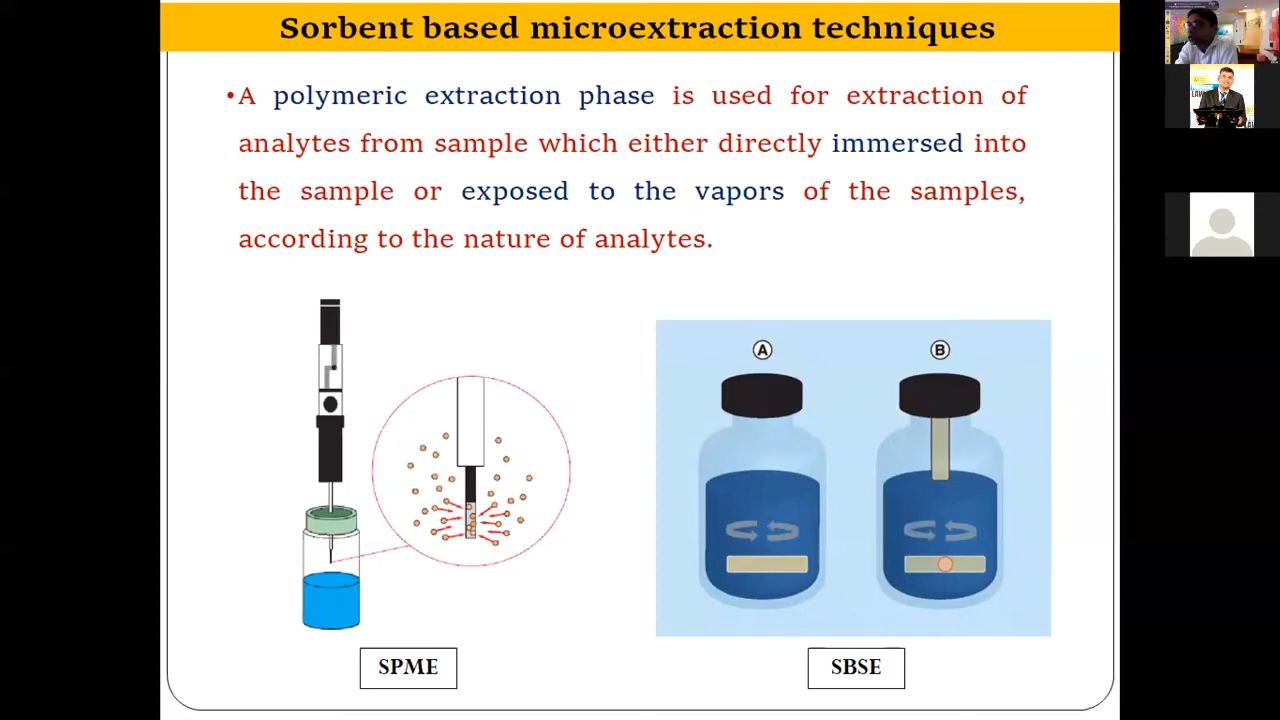 Sorbent based microextraction techniques
•A polymeric extraction phase is used for extraction of
analytes from sample which either directly immersed into
the sample or exposed to the vapors of the samples,
according to the nature of analytes.
A
B
SPME
SBSE